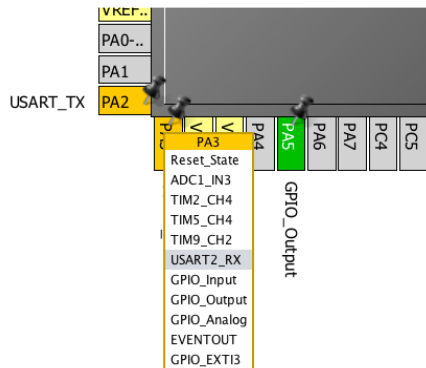 VREF..
PA0-..
PA1
USART_TX PA2
V
V
PA4
PA5
PA6
PA7
PC4
PC5
GPIO_Output
PA3
Reset_State
ADC1_IN3
TIM2_CH4
TIM5_CH4
TIM9_CH2
USART2_RX
GPIO_Input
GPIO_Output
GPIO_Analog
EVENTOUT
GPIO_EXTI3